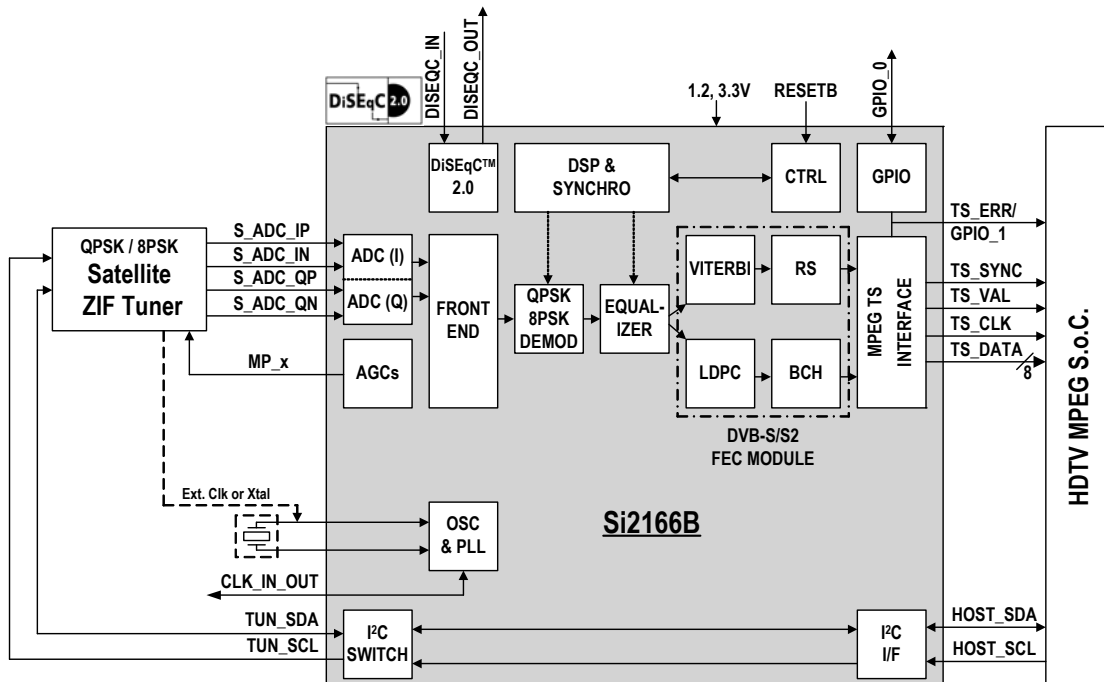 DiSEqC 2.0
DISEQC_IN
DISEQC_OUT
1.2, 3.3V
RESETB
GPIO_0
DiSEqC™
2.0
DSP &
SYNCHRO
CTRL
GPIO
QPSK / 8PSK
Satellite
ZIF Tuner
S_ADC_IP
S_ADC_IN
S_ADC_QP
S_ADC_QN
MP_x
ADC (I)
ADC (Q)
AGCs
FRONT
END
QPSK
8PSK
DEMOD
EQUAL-
IZER
VITERBI
RS
LDPC
BCH
DVB-S/S2
FEC MODULE
MPEG TS
INTERFACE
TS_ERR/
GPIO_1
TS_SYNC
TS_VAL
TS_CLK
TS_DATA
8
HDTV MPEG S.o.C.
Ext. Clk or Xtal
OSC
& PLL
Si2166B
CLK_IN_OUT
TUN_SDA
TUN_SCL
I²C
SWITCH
I²C
I/F
HOST_SDA
HOST_SCL